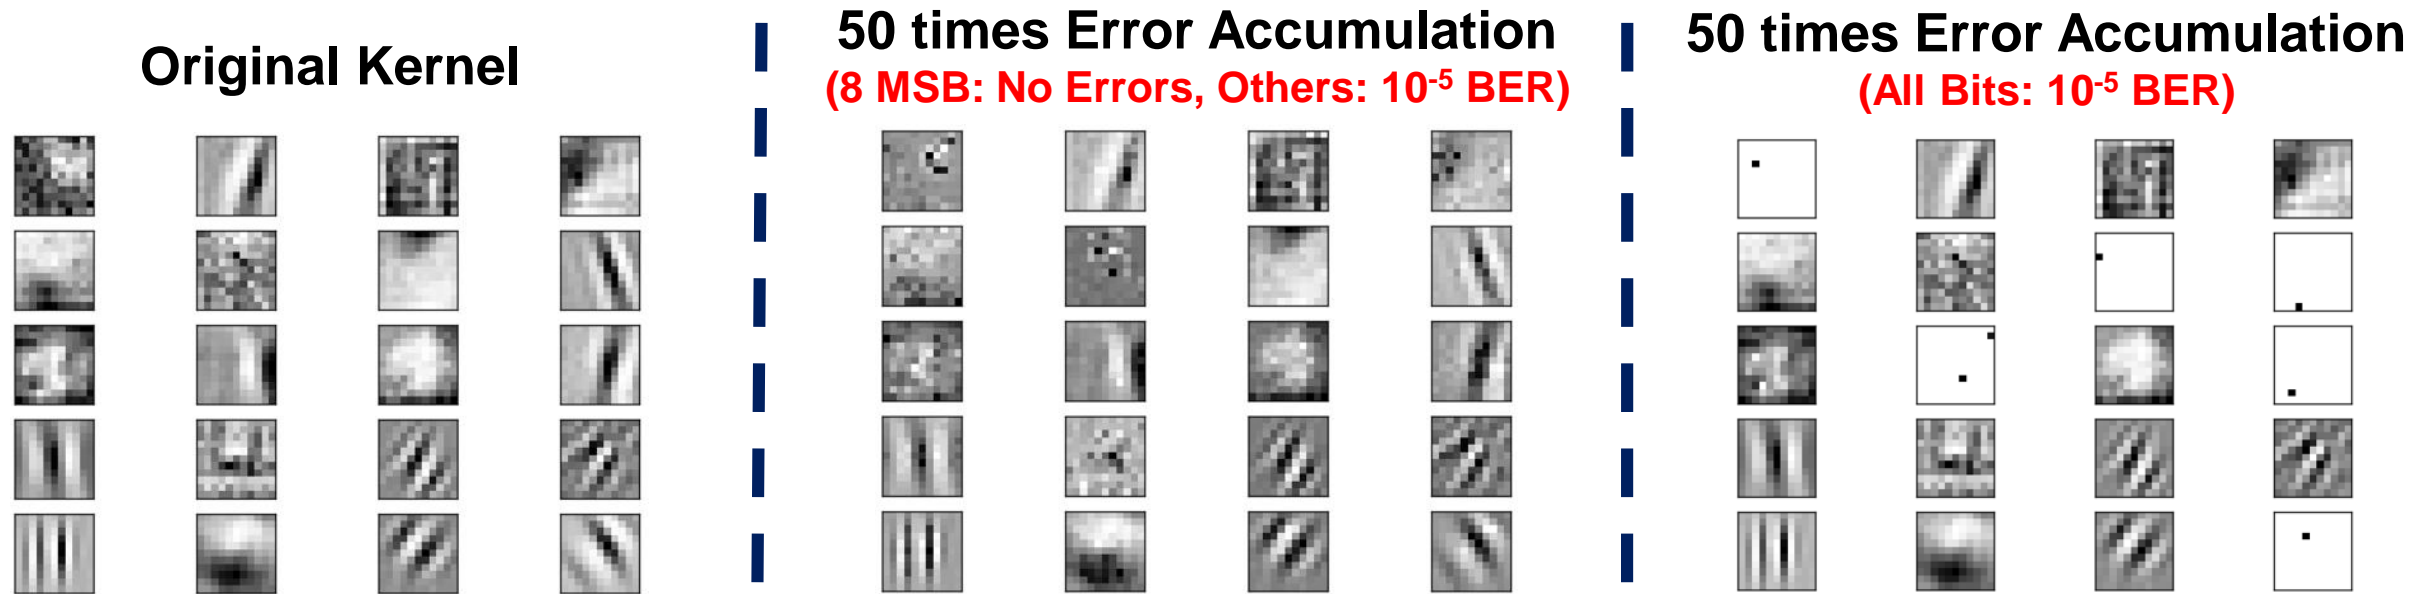 Original Kernel
50 times Error Accumulation
(8 MSB: No Errors, Others: 10⁻⁵ BER)
50 times Error Accumulation
(All Bits: 10⁻⁵ BER)